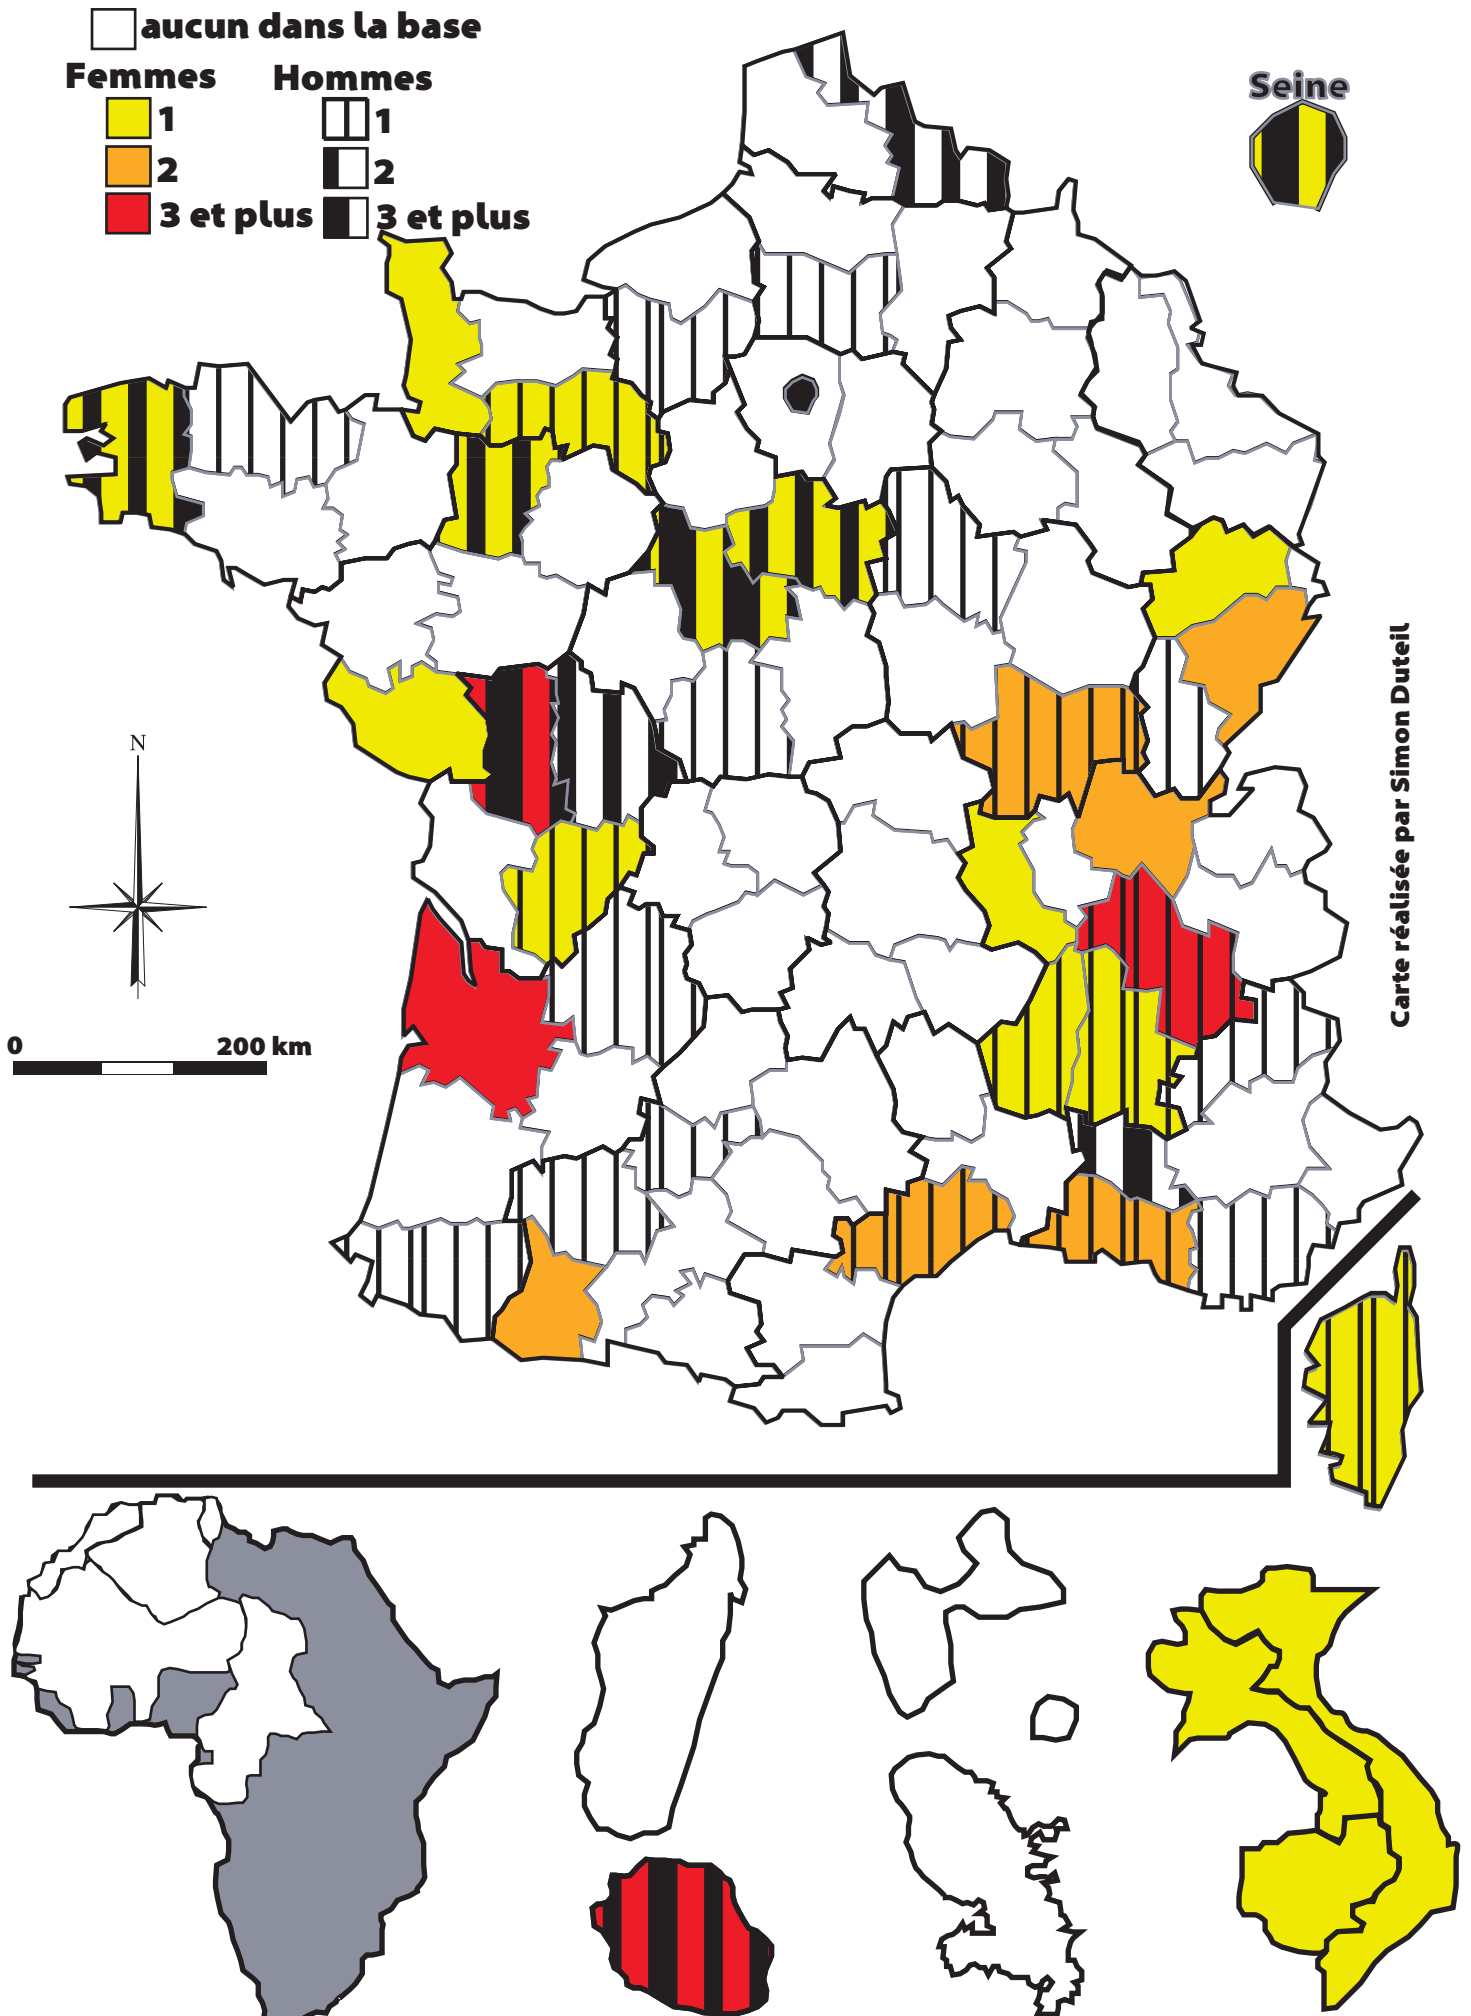 aucun dans la base
Femmes Hommes
1 1
2 2
3 et plus 3 et plus
Seine
Carte réalisée par Simon Duteil
N
0 200 km